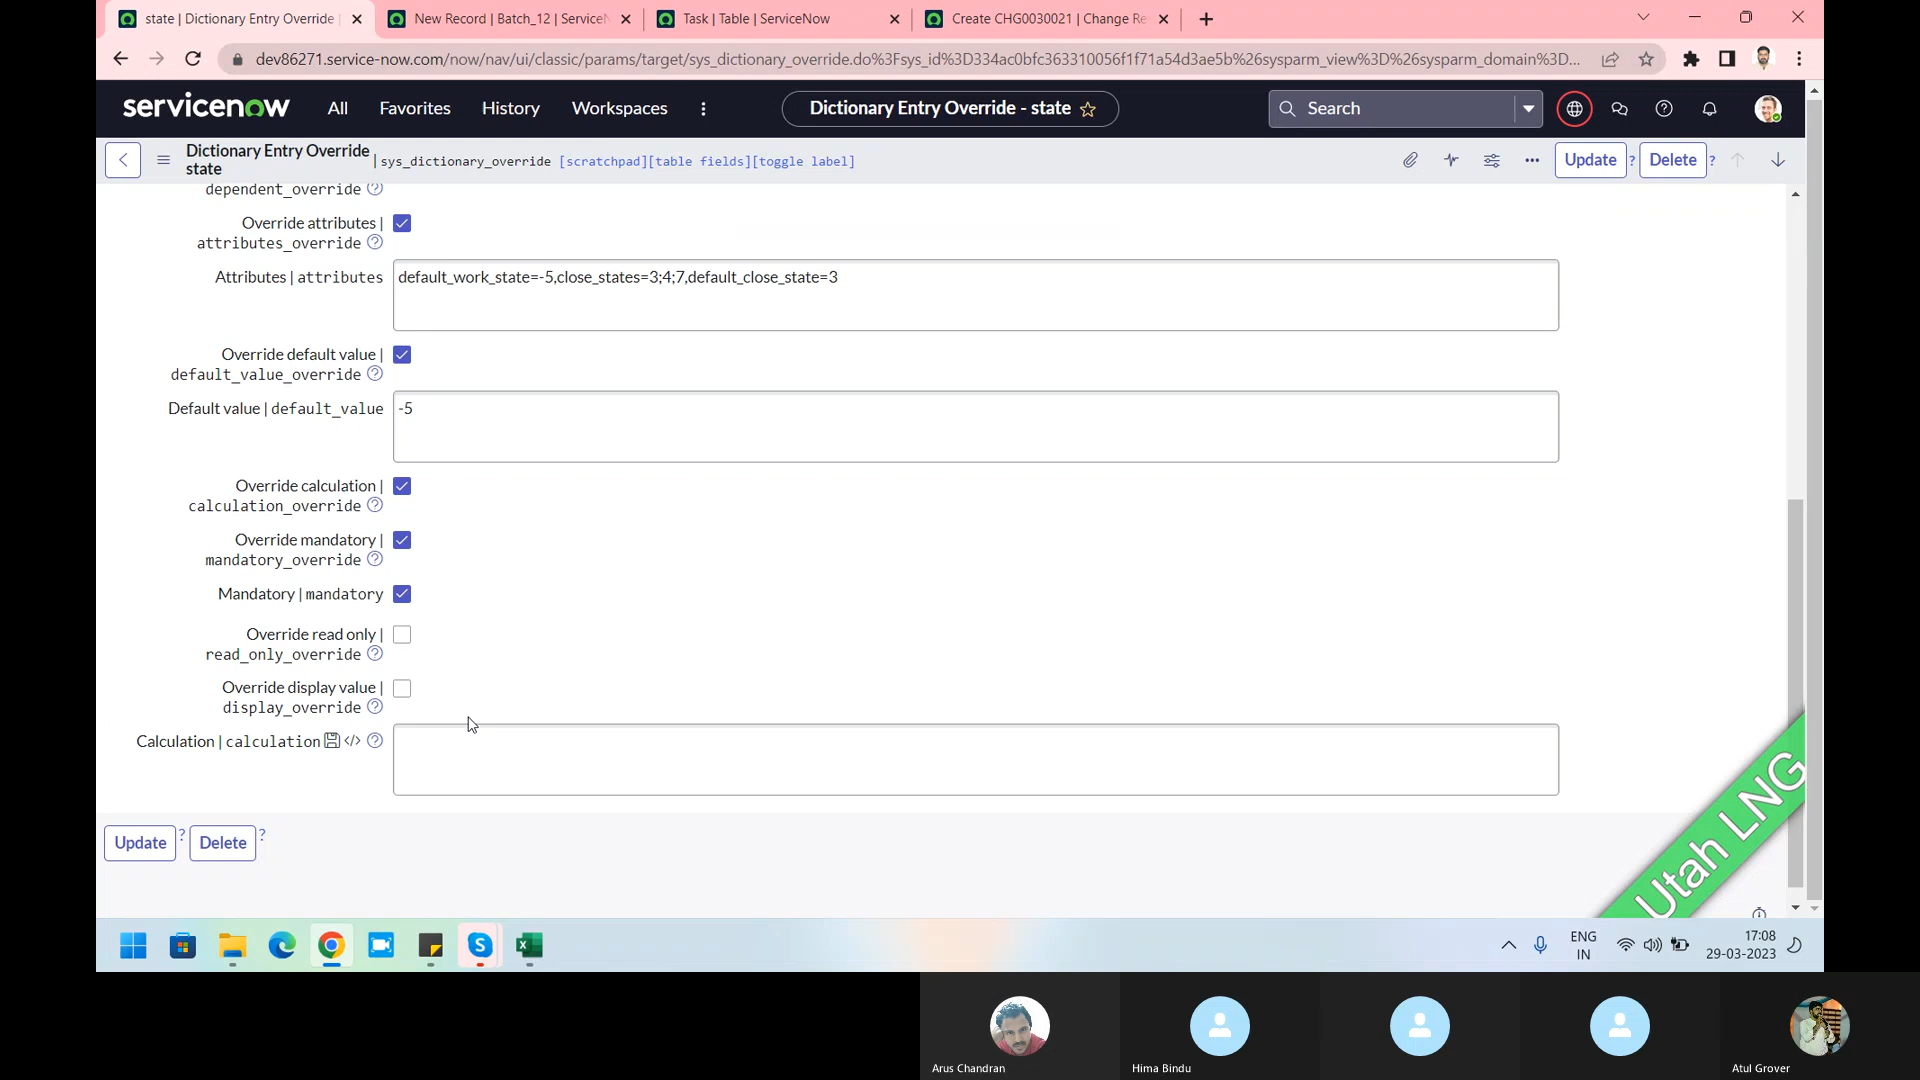 state | Dictionary Entry Override
New Record | Batch_12 | ServiceN
Task | Table | ServiceNow
Create CHG0030021 | Change Re
dev86271.service-now.com/now/nav/ui/classic/params/target/sys_dictionary_override.do%3Fsys_id%3D334ac0bfc363310056f1f71a54d3ae5b%26sysparm_view%3D%26sysparm_domain%3D...
servicenow
All
Favorites
History
Workspaces
Dictionary Entry Override - state
Search
Dictionary Entry Override
state
| sys_dictionary_override [scratchpad][table fields][toggle label]
Update ?
Delete ?
dependent_override ?
Override attributes |
attributes_override ?
Attributes | attributes
default_work_state=-5,close_states=3;4;7,default_close_state=3
Override default value |
default_value_override ?
Default value | default_value
-5
Override calculation |
calculation_override ?
Override mandatory |
mandatory_override ?
Mandatory | mandatory
Override read only |
read_only_override ?
Override display value |
display_override ?
Calculation | calculation </> ?
Update ?
Delete ?
Utah LNG
ENG
IN
17:08
29-03-2023
Arus Chandran
Hima Bindu
Atul Grover